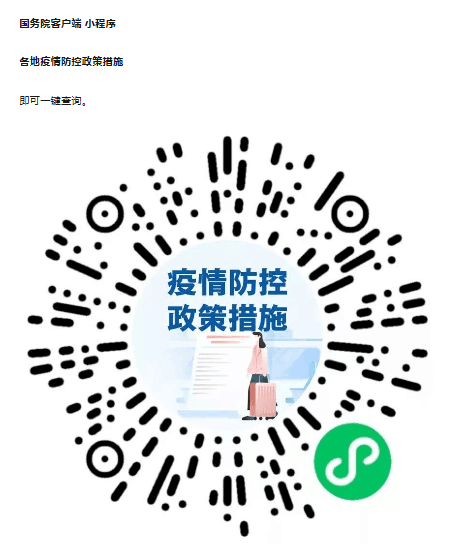 国务院客户端 小程序
各地疫情防控政策措施
即可一键查询。
疫情防控
政策措施